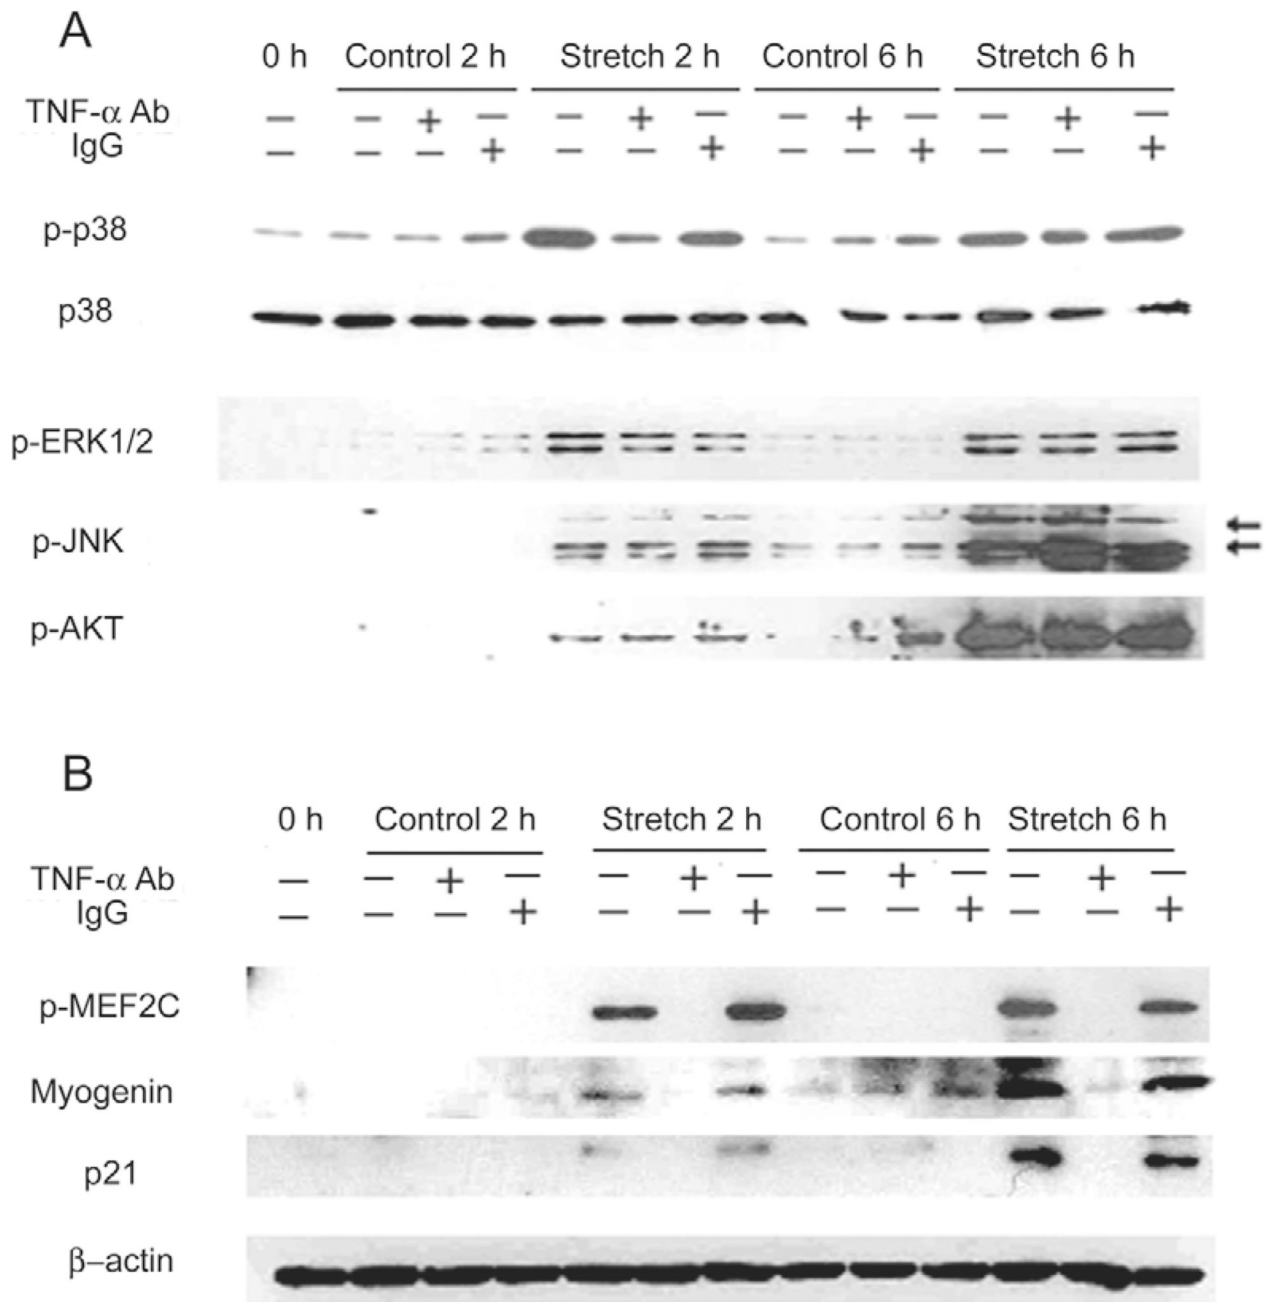 A
0 h Control 2 h Stretch 2 h Control 6 h Stretch 6 h
TNF-α Ab − − + − − + − − + − − + −
IgG − − − + − − + − − + − − +
p-p38
p38
p-ERK1/2
p-JNK
p-AKT
B
0 h Control 2 h Stretch 2 h Control 6 h Stretch 6 h
TNF-α Ab − − + − − + − − + − − + −
IgG − − − + − − + − − + − − +
p-MEF2C
Myogenin
p21
β–actin